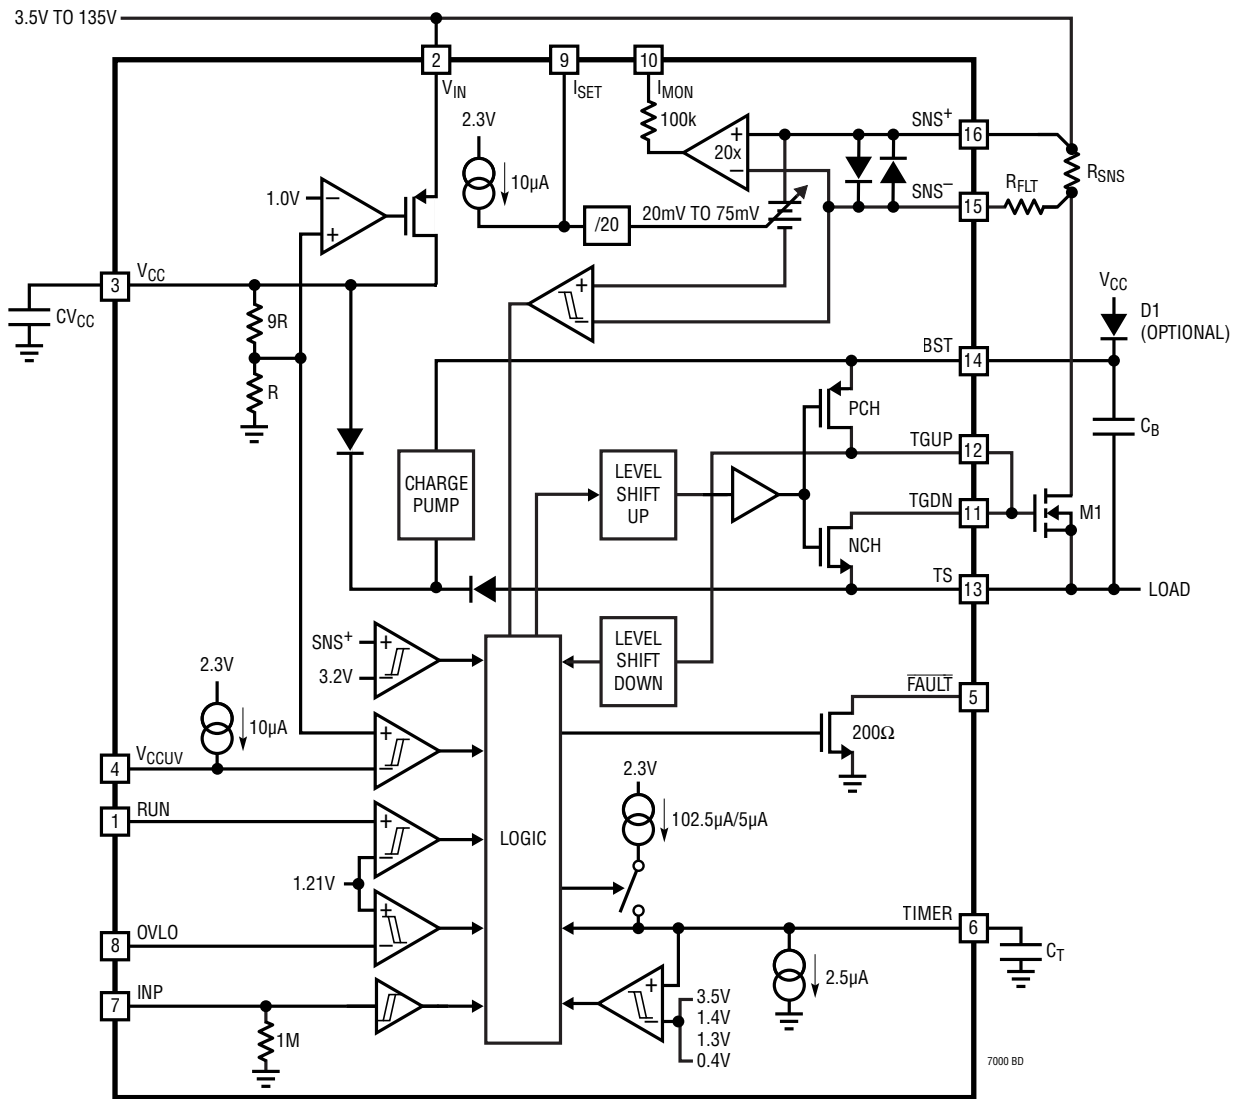 3.5V TO 135V
2
9
10
VIN
ISET
IMON
100k
2.3V
10µA
+
20x
−
SNS+
16
RSNS
SNS−
15
RFLT
1.0V
−
+
/20
20mV TO 75mV
VCC
3
CVCC
9R
R
+
−
VCC
D1
(OPTIONAL)
BST
14
PCH
CB
TGUP
12
CHARGE
PUMP
LEVEL
SHIFT
UP
TGDN
11
M1
NCH
TS
13
LOAD
SNS+
+
3.2V
−
LEVEL
SHIFT
DOWN
2.3V
10µA
FAULT
5
200Ω
+
−
VCCUV
4
2.3V
102.5µA/5µA
RUN
1
+
−
LOGIC
1.21V
+
−
OVLO
8
TIMER
6
CT
2.5µA
INP
7
1M
+
−
3.5V
1.4V
1.3V
0.4V
7000 BD